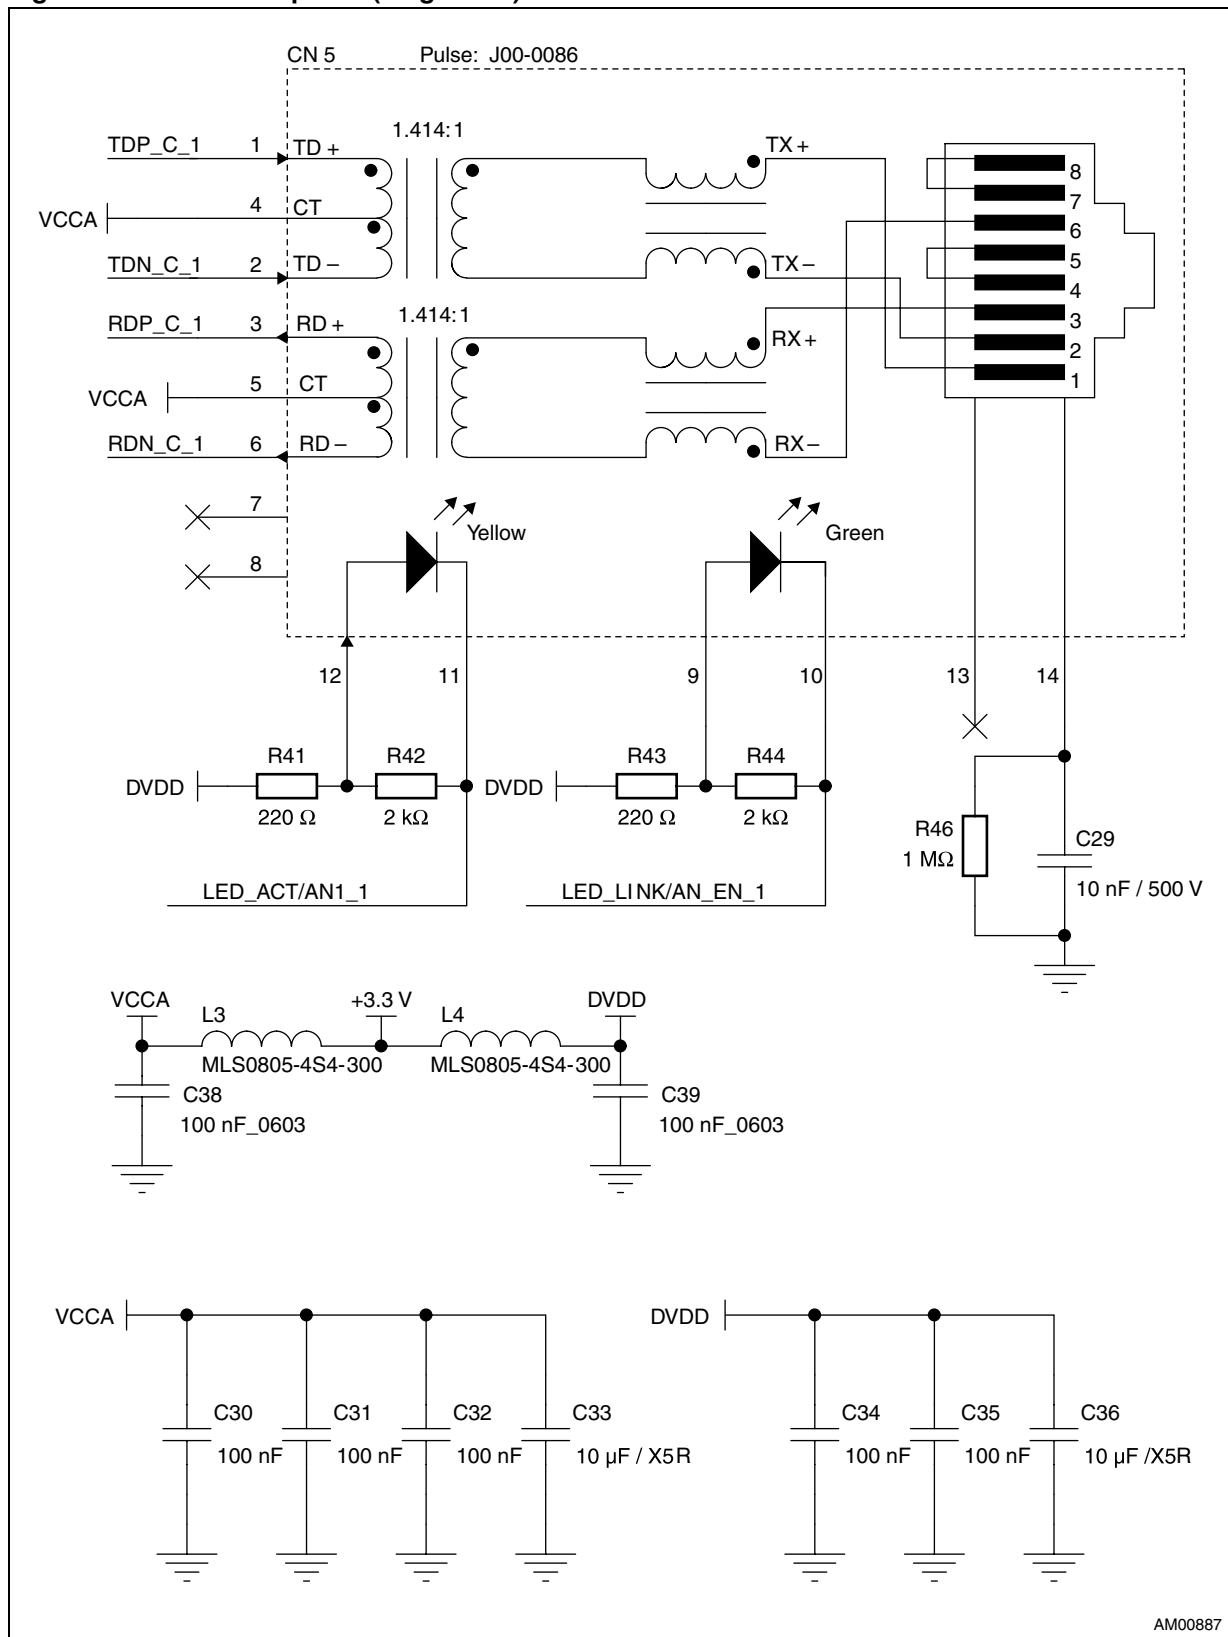 CN 5 Pulse: J00-0086
1.414:1
TDP_C_1 1 TD + TX +
8
7
4 CT
VCCA 6
5
TDN_C_1 2 TD – TX –
4
1.414:1
RDP_C_1 3 RD + 3
RX +
2
5 CT 1
VCCA
RDN_C_1 6 RD – RX –
7
Yellow Green
8
12 11 9 10 13 14
R41 R42 R43 R44
DVDD DVDD
220 Ω 2 kΩ 220 Ω 2 kΩ
R46 C29
1 MΩ
LED_ACT/AN1_1 LED_LINK/AN_EN_1 10 nF / 500 V
VCCA L3 +3.3 V L4 DVDD
MLS0805-4S4-300 MLS0805-4S4-300
C38 C39
100 nF_0603 100 nF_0603
VCCA DVDD
C30 C31 C32 C33 C34 C35 C36
100 nF 100 nF 100 nF 10 µF / X5R 100 nF 100 nF 10 µF /X5R
AM00887